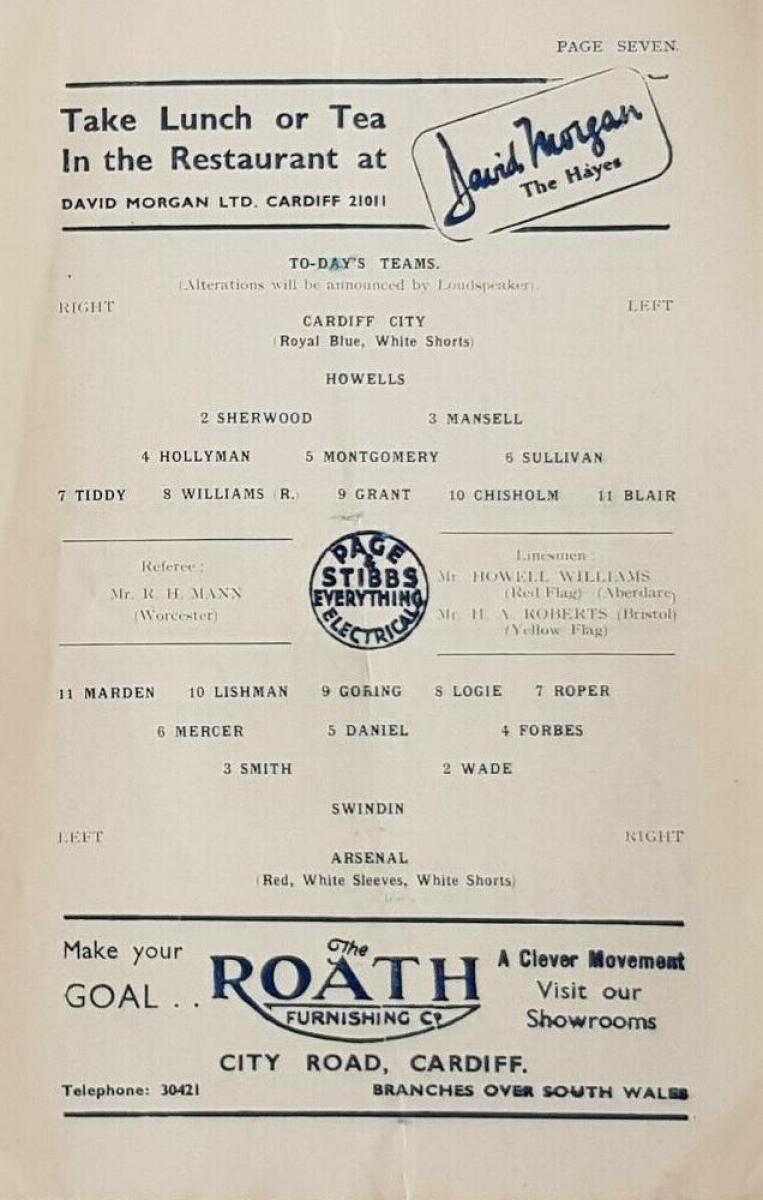 PAGE SEVEN.
Take Lunch or Tea
In the Restaurant at
DAVID MORGAN LTD. CARDIFF 21011
David Morgan
The Hayes
TO-DAY'S TEAMS.
(Alterations will be announced by Loudspeaker).
RIGHT LEFT
CARDIFF CITY
(Royal Blue, White Shorts)
HOWELLS
2 SHERWOOD 3 MANSELL
4 HOLLYMAN 5 MONTGOMERY 6 SULLIVAN
7 TIDDY 8 WILLIAMS (R.) 9 GRANT 10 CHISHOLM 11 BLAIR
Referee:
Mr. R. H. MANN
(Worcester)
PAGE
&
STIBBS
EVERYTHING
ELECTRICAL
Linesmen:
Mr. HOWELL WILLIAMS
(Red Flag) (Aberdare)
Mr. H. A. ROBERTS (Bristol)
(Yellow Flag)
11 MARDEN 10 LISHMAN 9 GORING 8 LOGIE 7 ROPER
6 MERCER 5 DANIEL 4 FORBES
3 SMITH 2 WADE
SWINDIN
LEFT RIGHT
ARSENAL
(Red, White Sleeves, White Shorts)
Make your
GOAL . .
The
ROATH
FURNISHING Co.
A Clever Movement
Visit our
Showrooms
CITY ROAD, CARDIFF.
Telephone: 30421 BRANCHES OVER SOUTH WALES